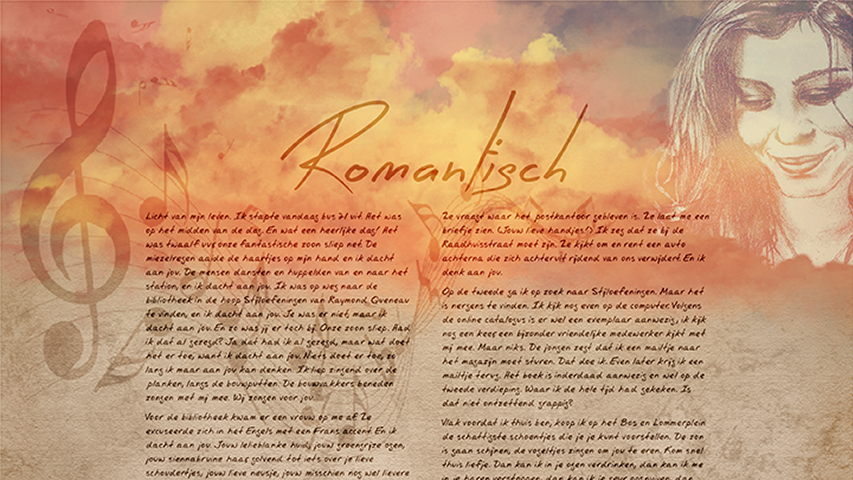 Romantisch
Licht van mijn leven. Ik stapte vandaag bus 21 uit. Het was
op het midden van de dag. En wat een heerlijke dag! Het
was twaalf uur, onze fantastische zoon sliep net. De
miezelregen aaide de haartjes op mijn hand en ik dacht
aan jou. De mensen dansten en huppelden van en naar het
station, en ik dacht aan jou. Ik was op weg naar de
bibliotheek in de hoop Stijloefeningen van Raymond Queneau
te vinden, en ik dacht aan jou. Je was er niet, maar ik
dacht aan jou. En zo was jij er toch bij. Onze zoon sliep. Had
ik dat al gezegd? Ja dat had ik al gezegd, maar wat doet
het er toe, want ik dacht aan jou. Niets doet er toe, zo
lang ik maar aan jou kan denken. Ik liep zingend over de
planken, langs de bouwputten. De bouwvakkers beneden
zongen met mij mee. Wij zongen voor jou.
Voor de bibliotheek kwam er een vrouw op me af. Ze
excuseerde zich in het Engels met een Frans accent. En ik
dacht aan jou. Jouw lelieblanke huid, jouw groengrijze ogen,
jouw siennabruine haar golvend tot iets over je lieve
schoudertjes, jouw lieve neusje, jouw misschien nog wel lievere
Ze vraagt waar het postkantoor gebleven is. Ze laat me een
briefje zien. (Jouw lieve handjes!) Ik zeg dat ze bij de
Raadhuisstraat moet zijn. Ze kijkt om en rent een auto
achterna die zich achteruit rijdend van ons verwijdert. En ik
denk aan jou.
Op de tweede ga ik op zoek naar Stijloefeningen. Maar het
is nergens te vinden. Ik kijk nog even op de computer. Volgens
de online catalogus is er wel een exemplaar aanwezig, ik kijk
nog een keer, een bijzonder vriendelijke medewerker kijkt met
mij mee. Maar niks. De jongen zegt dat ik een mailtje naar
het magazijn moet sturen. Dat doe ik. Even later krijg ik een
mailtje terug. Het boek is inderdaad aanwezig en wel op de
tweede verdieping. Waar ik de hele tijd had gekeken. Is
dat niet ontzettend grappig?
Vlak voordat ik thuis ben, koop ik op het Bos en Lommerplein
de schattigste schoentjes die je je kunt voorstellen. De zon
is gaan schijnen, de vogeltjes zingen om jou te eren. Kom snel
thuis liefje. Dan kan ik in je ogen verdrinken, dan kan ik me